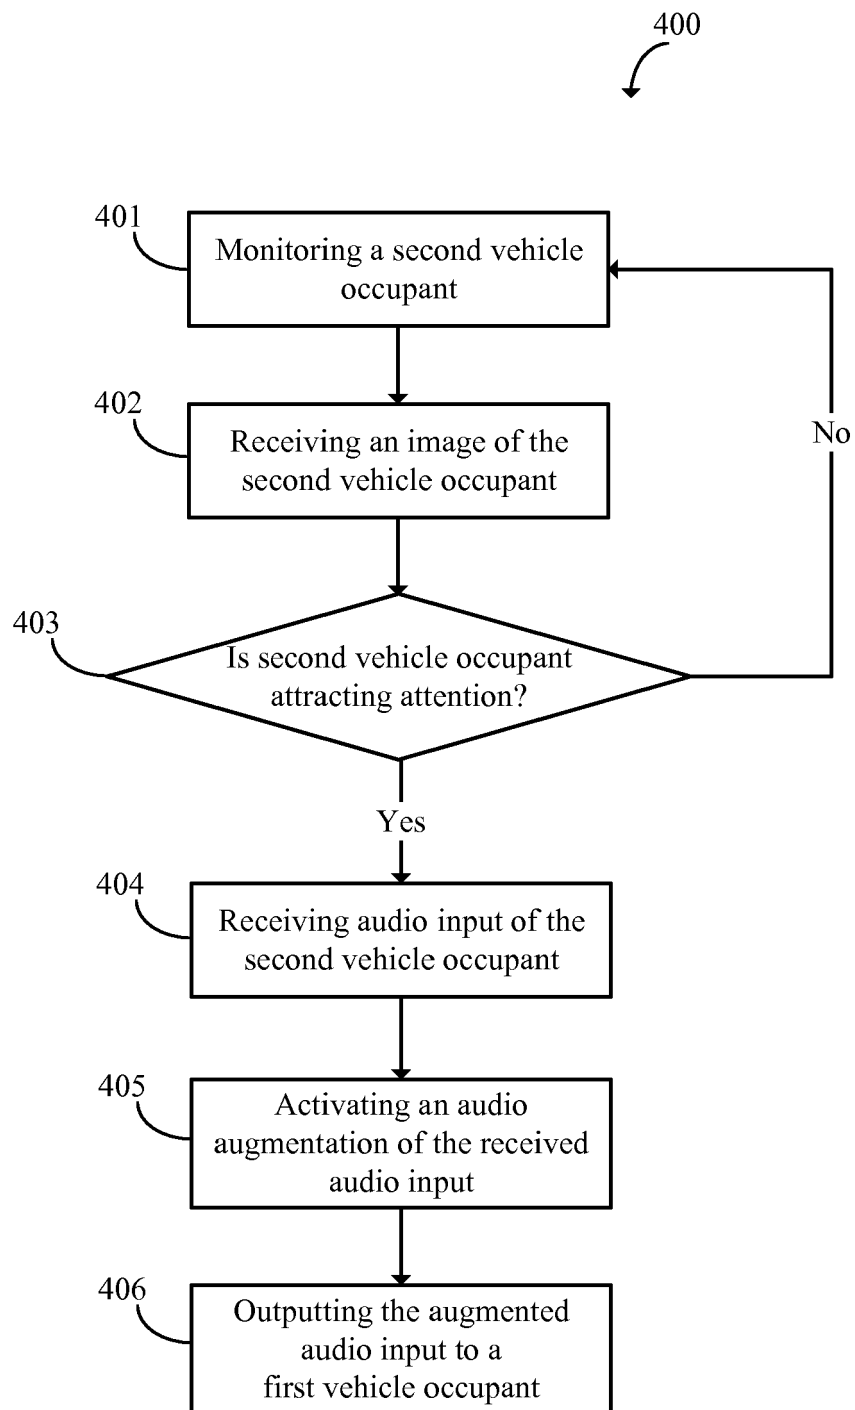 400
401
Monitoring a second vehicle
occupant
402
Receiving an image of the
second vehicle occupant
No
403
Is second vehicle occupant
attracting attention?
Yes
404
Receiving audio input of the
second vehicle occupant
405
Activating an audio
augmentation of the received
audio input
406
Outputting the augmented
audio input to a
first vehicle occupant